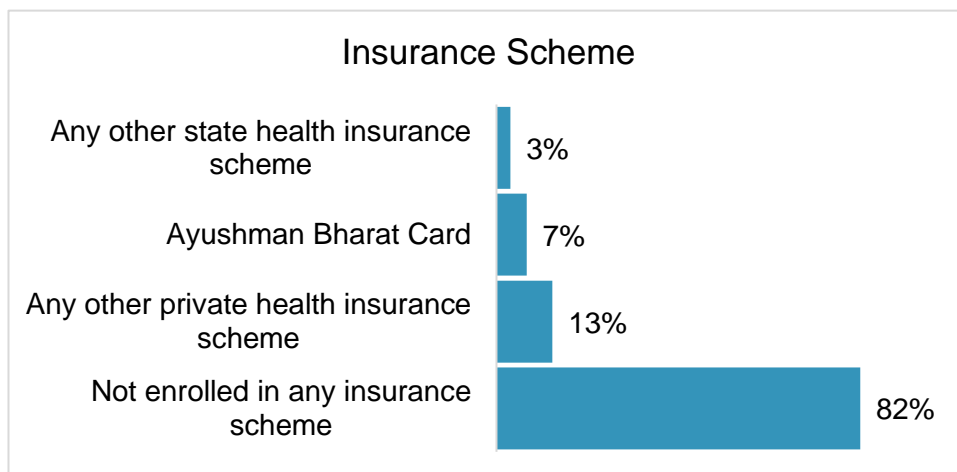 Insurance Scheme
Any other state health insurance
scheme
3%
Ayushman Bharat Card
7%
Any other private health insurance
scheme
13%
Not enrolled in any insurance
scheme
82%